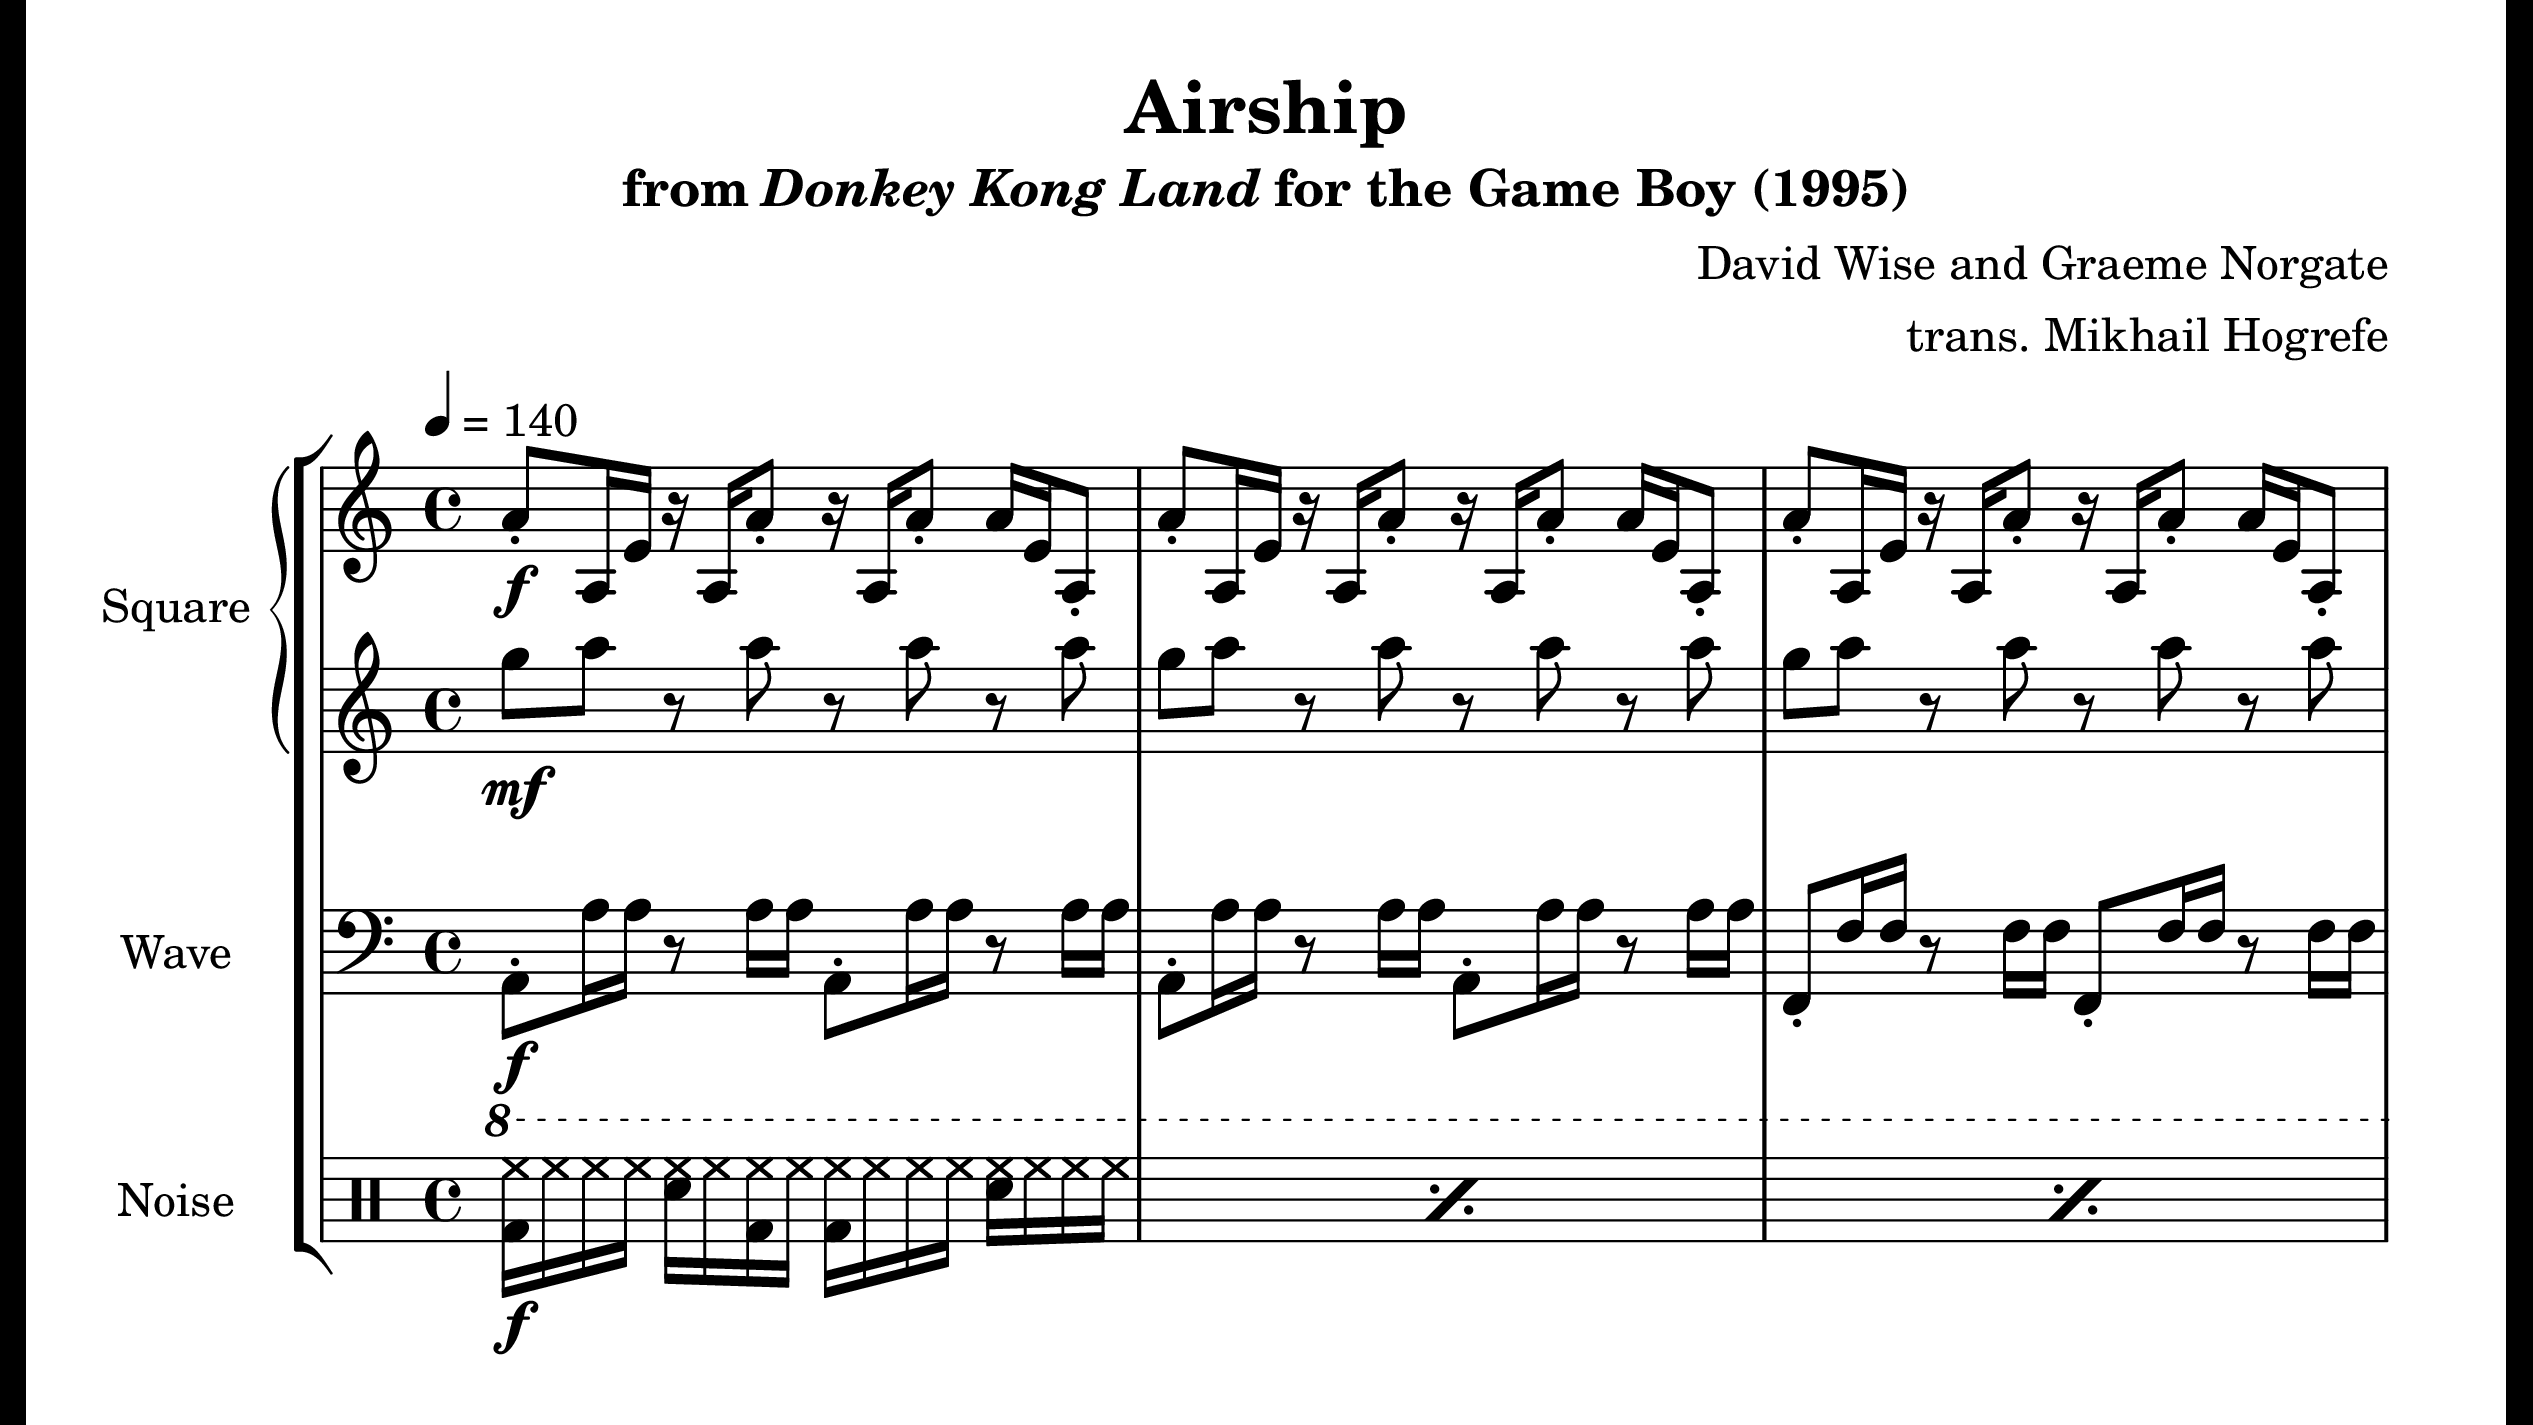 Airship
from Donkey Kong Land for the Game Boy (1995)
David Wise and Graeme Norgate
trans. Mikhail Hogrefe
= 140
Square
f
mf
Wave
f
8
Noise
f